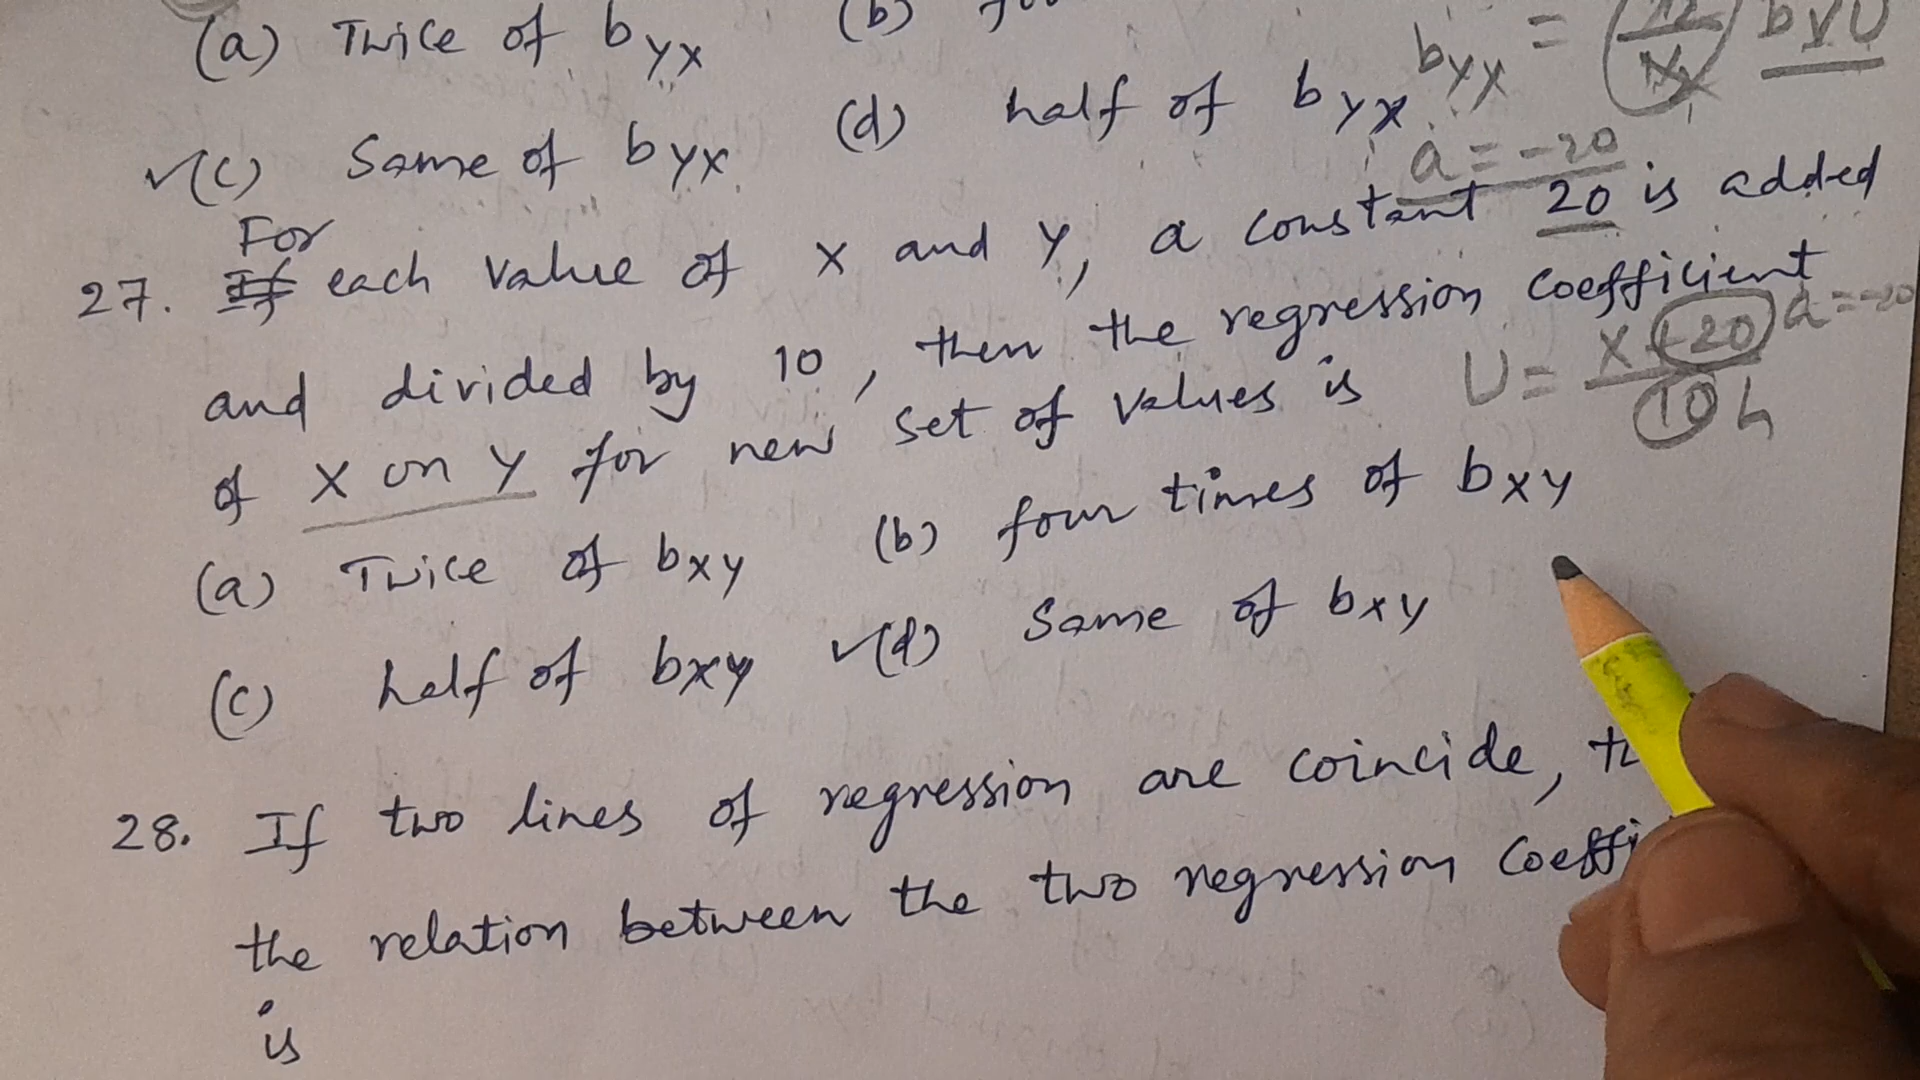 (a) Twice of byx (b)
byx = bvu
✓(c) Same of byx (d) half of byx
a = -20
For
27. If each value of x and y, a constant 20 is added
and divided by 10, then the regression coefficient
a = -20
U = x+20
10 h
of x on y for new set of values is
(a) Twice of bxy (b) four times of bxy
(c) half of bxy ✓(d) Same of bxy
28. If two lines of regression are coincide,
the relation between the two regression
is